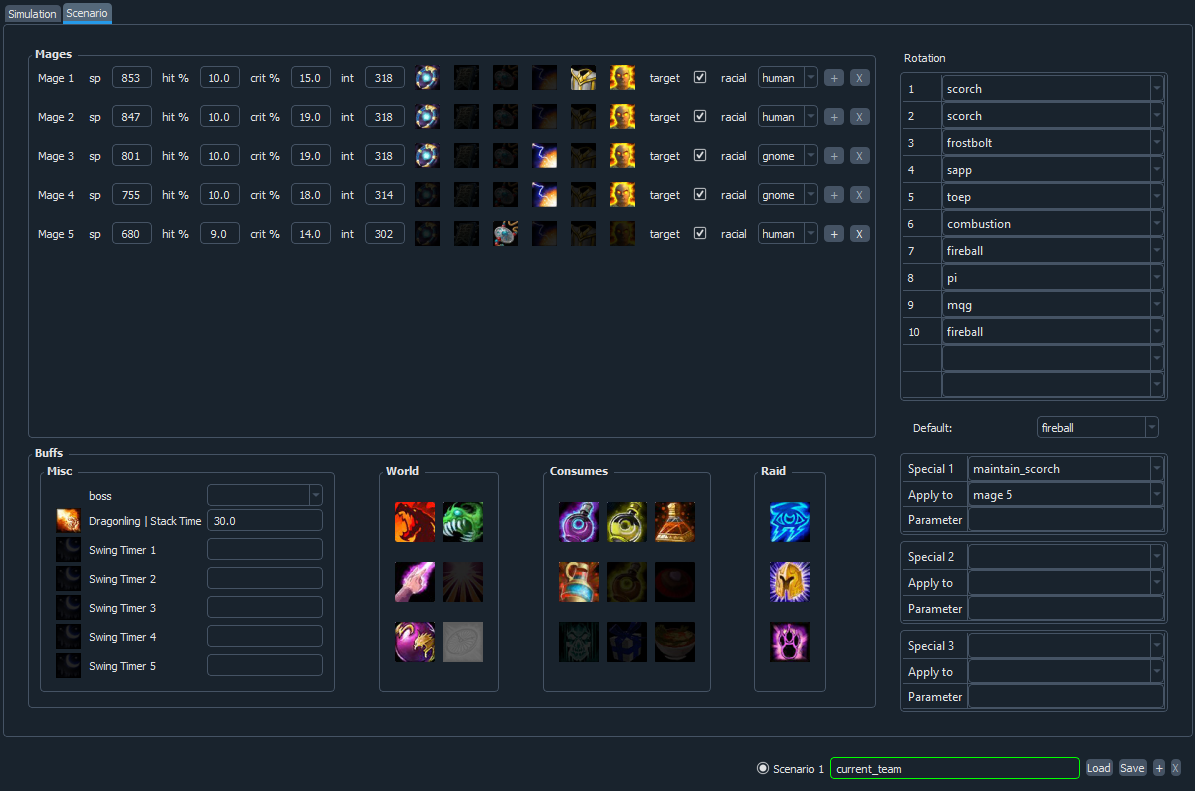 Simulation Scenario
Mages
Mage 1 sp 853 hit % 10.0 crit % 15.0 int 318 target racial human + X
Mage 2 sp 847 hit % 10.0 crit % 19.0 int 318 target racial human + X
Mage 3 sp 801 hit % 10.0 crit % 19.0 int 318 target racial gnome + X
Mage 4 sp 755 hit % 10.0 crit % 18.0 int 314 target racial gnome + X
Mage 5 sp 680 hit % 9.0 crit % 14.0 int 302 target racial human + X
Rotation
1 scorch
2 scorch
3 frostbolt
4 sapp
5 toep
6 combustion
7 fireball
8 pi
9 mqg
10 fireball
Default: fireball
Buffs
Misc
boss
Dragonling | Stack Time 30.0
Swing Timer 1
Swing Timer 2
Swing Timer 3
Swing Timer 4
Swing Timer 5
World
Consumes
Raid
Special 1 maintain_scorch
Apply to mage 5
Parameter
Special 2
Apply to
Parameter
Special 3
Apply to
Parameter
Scenario 1 current_team Load Save + X